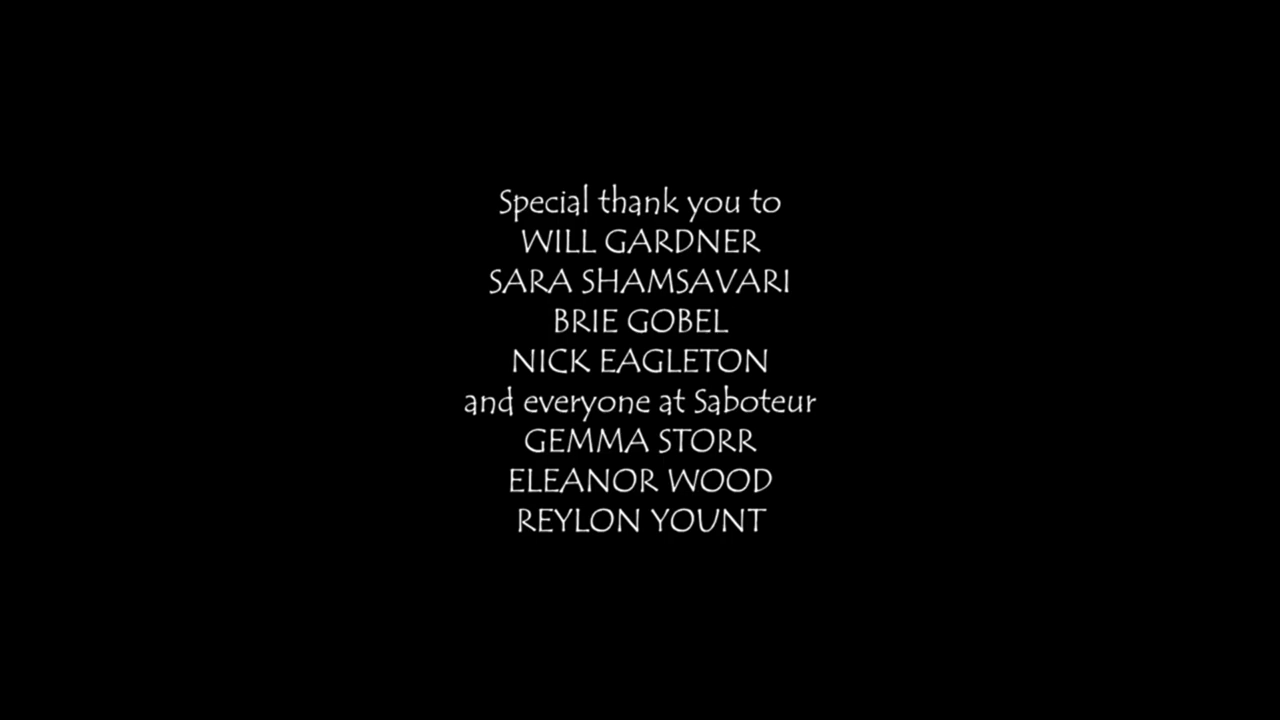 Special thank you to
WILL GARDNER
SARA SHAMSAVARI
BRIE GOBEL
NICK EAGLETON
and everyone at Saboteur
GEMMA STORR
ELEANOR WOOD
REYLON YOUNT